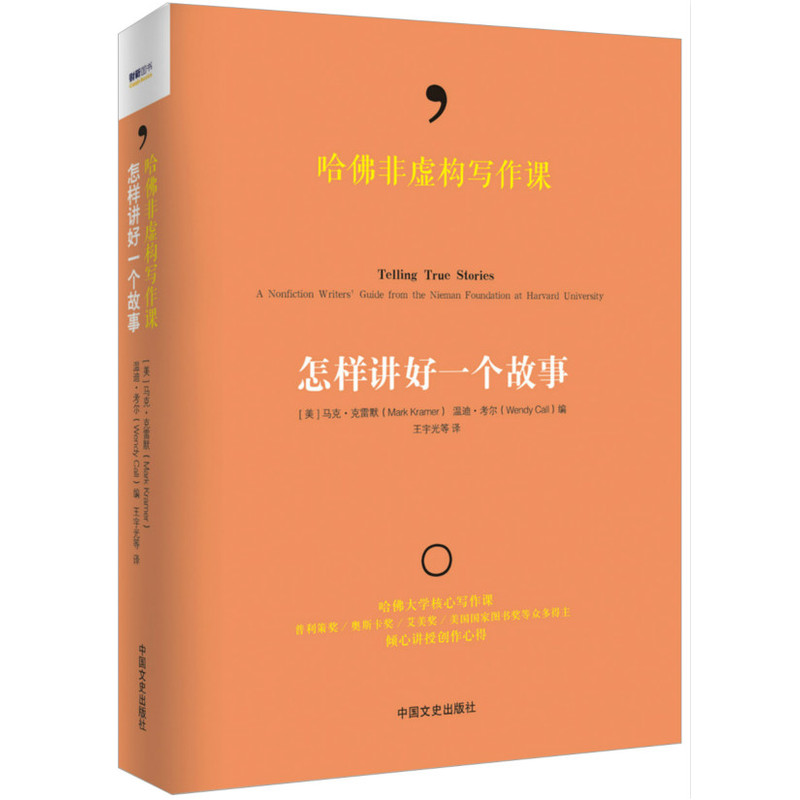 财新图书
哈佛非虚构写作课
怎样讲好一个故事
[美]马克·克雷默(Mark Kramer)
温迪·考尔(Wendy Call)编 王宇光等 译
中国文史出版社
哈佛非虚构写作课
Telling True Stories
A Nonfiction Writers' Guide from the Nieman Foundation at Harvard University
怎样讲好一个故事
[美]马克·克雷默(Mark Kramer) 温迪·考尔(Wendy Call)编
王宇光等 译
哈佛大学核心写作课
普利策奖/奥斯卡奖/艾美奖/美国国家图书奖等众多得主
倾心讲授创作心得
中国文史出版社